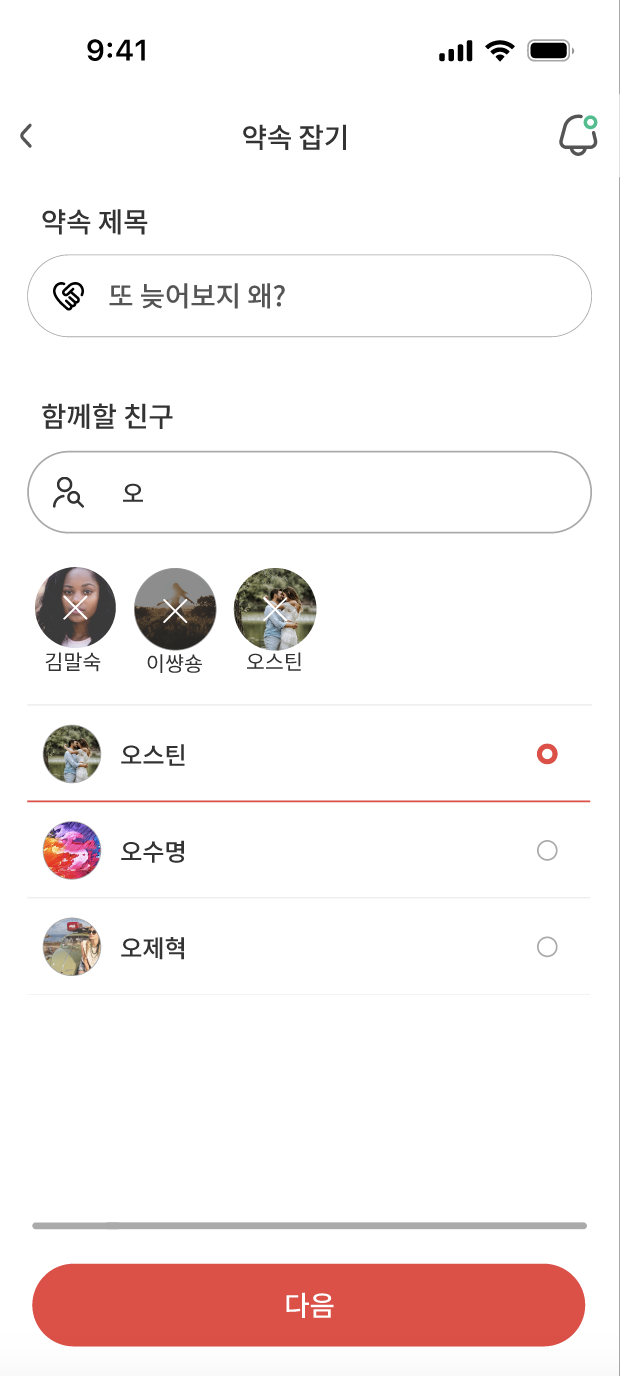 9:41
약속 잡기
약속 제목
또 늦어보지 왜?
함께할 친구
오
김말숙
이쌍숑
오스틴
오스틴
오수명
오제혁
다음